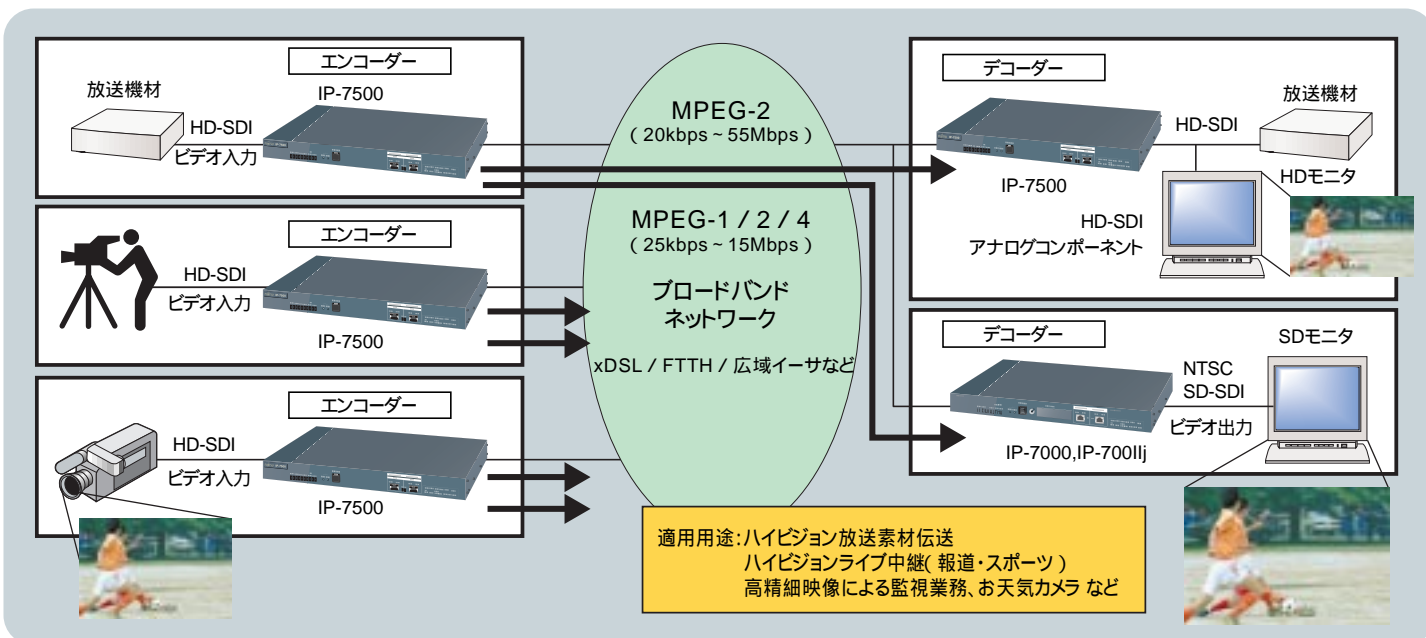 エンコーダー
放送機材
IP-7500
HD-SDI
ビデオ入力
エンコーダー
HD-SDI
ビデオ入力
IP-7500
エンコーダー
HD-SDI
ビデオ入力
IP-7500
MPEG-2
(20kbps~55Mbps)
MPEG-1 / 2 / 4
(25kbps~15Mbps)
ブロードバンド
ネットワーク
xDSL / FTTH / 広域イーサなど
デコーダー
放送機材
HD-SDI
IP-7500
HDモニタ
HD-SDI
アナログコンポーネント
デコーダー
SDモニタ
NTSC
SD-SDI
ビデオ出力
IP-7000,IP-700IIj
適用用途:ハイビジョン放送素材伝送
ハイビジョンライブ中継(報道・スポーツ)
高精細映像による監視業務、お天気カメラ など